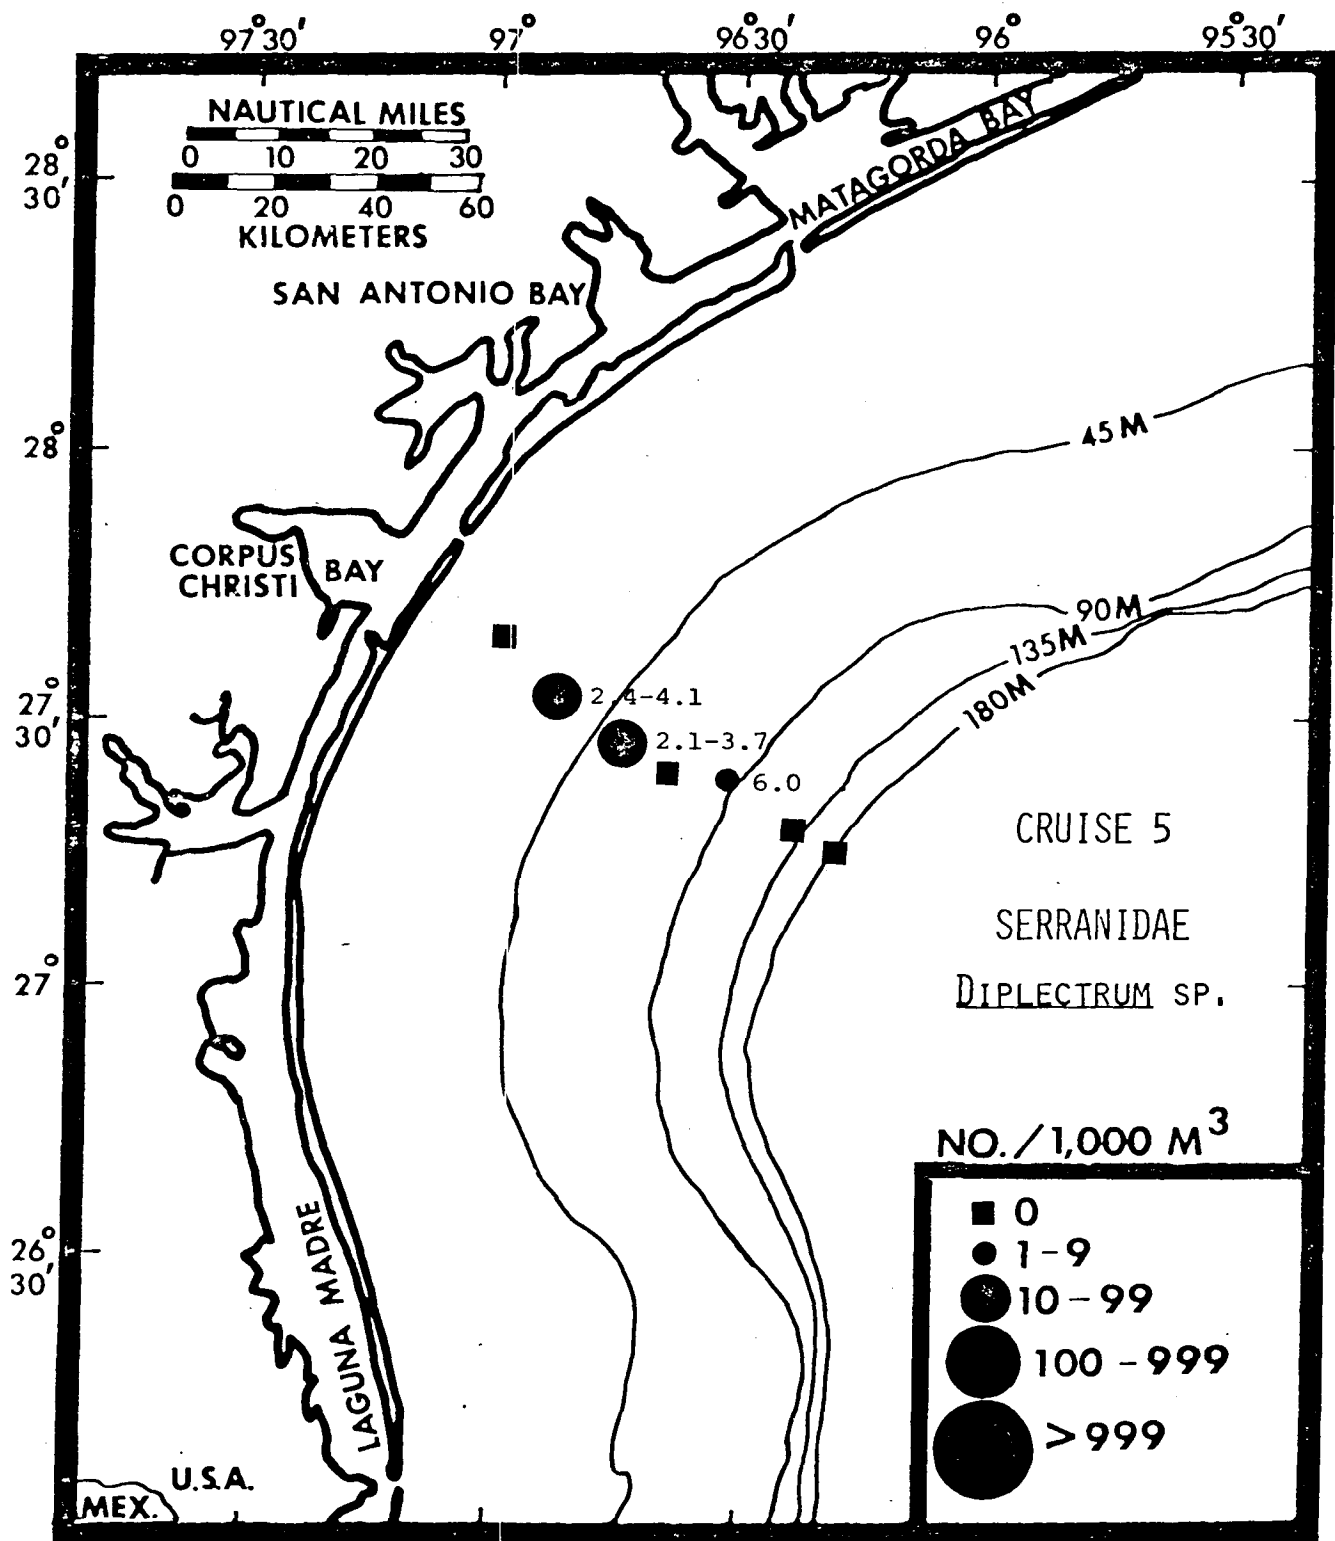 97°30′ 97° 96°30′ 96° 95°30′
NAUTICAL MILES
0 10 20 30
0 20 40 60
KILOMETERS
28°
30′
MATAGORDA BAY
SAN ANTONIO BAY
28°
45M
CORPUS
CHRISTI BAY
90M
135M
180M
27°
30′
2.4-4.1
2.1-3.7
6.0
CRUISE 5
SERRANIDAE
DIPLECTRUM SP.
27°
NO./1,000 M³
0
1-9
10-99
100-999
>999
26°
30′
LAGUNA MADRE
U.S.A.
MEX.